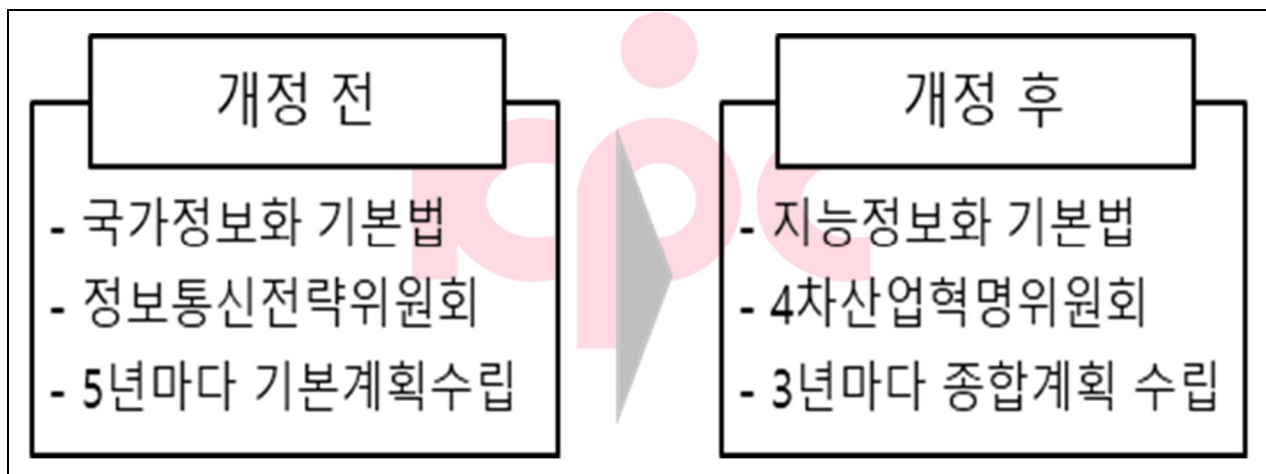 개정 전
- 국가정보화 기본법
- 정보통신전략위원회
- 5년마다 기본계획수립
개정 후
- 지능정보화 기본법
- 4차산업혁명위원회
- 3년마다 종합계획 수립
kpc